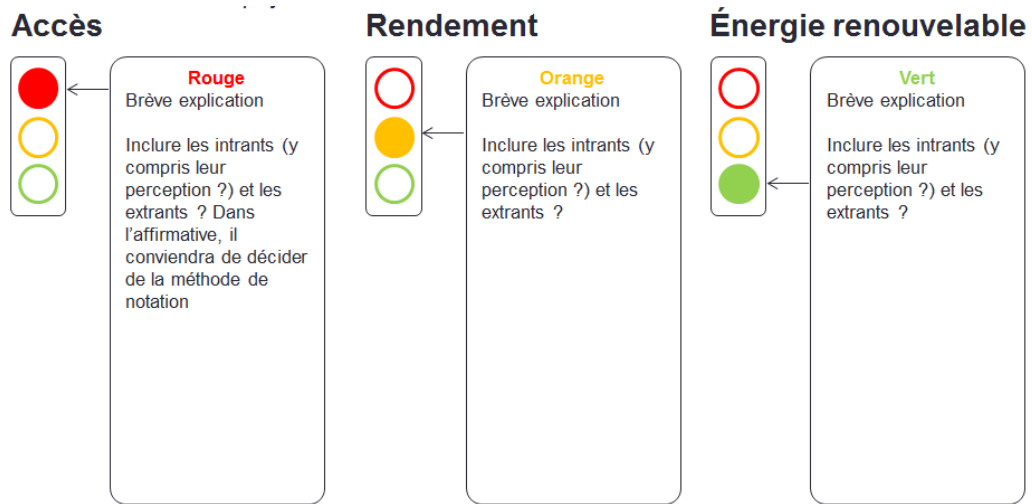 Accès
Rouge
Brève explication
Inclure les intrants (y
compris leur
perception ?) et les
extrants ? Dans
l’affirmative, il
conviendra de décider
de la méthode de
notation
Rendement
Orange
Brève explication
Inclure les intrants (y
compris leur
perception ?) et les
extrants ?
Énergie renouvelable
Vert
Brève explication
Inclure les intrants (y
compris leur
perception ?) et les
extrants ?